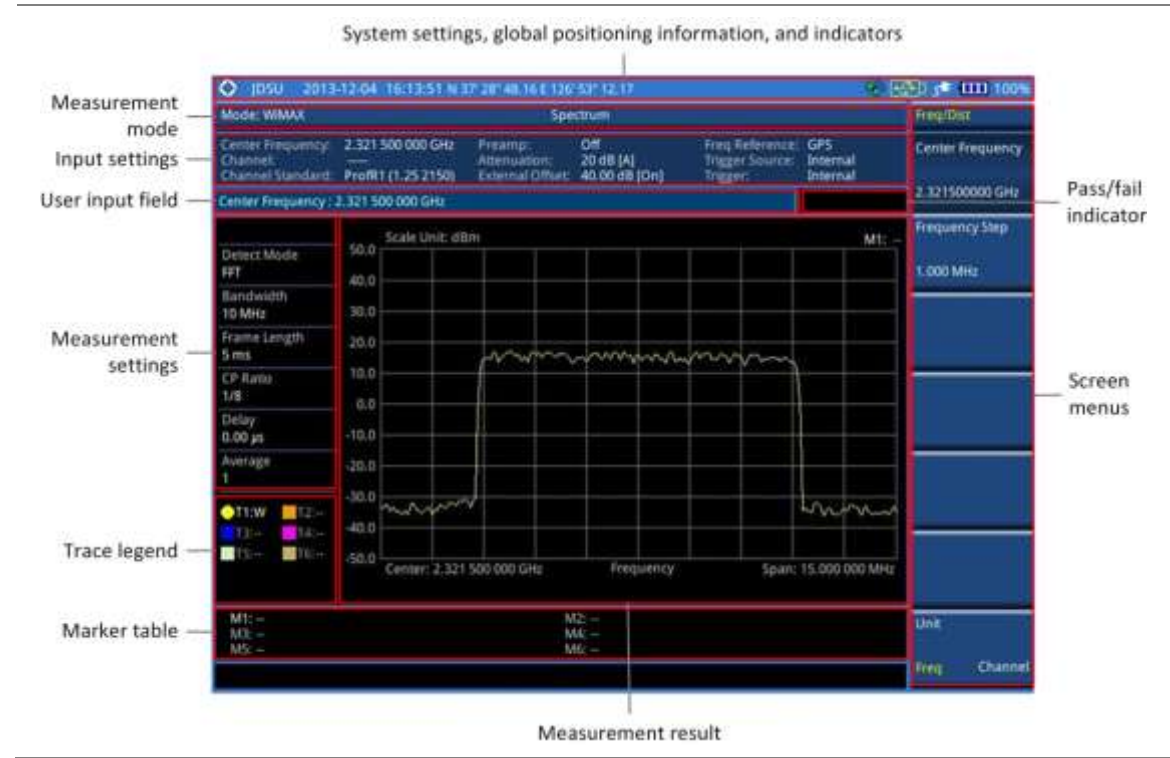 System settings, global positioning information, and indicators
JDSU 2013-12-04 16:13:51 N 37° 28" 48.16 E 126° 53" 12.17 100%
Measurement mode
Mode: WiMAX Spectrum
Freq/Dist
Input settings
Center Frequency: 2.321 500 000 GHz Preamp: Off Freq Reference: GPS
Channel: ---- Attenuation: 20 dB [A] Trigger Source: Internal
Channel Standard: ProfR1 (1.25 2150) External Offset: 40.00 dB [On] Trigger: Internal
Center Frequency
2.321500000 GHz
User input field
Center Frequency : 2.321 500 000 GHz
Pass/fail indicator
Frequency Step
1.000 MHz
Measurement settings
Detect Mode
FFT
Bandwidth
10 MHz
Frame Length
5 ms
CP Ratio
1/8
Delay
0.00 µs
Average
1
Scale Unit: dBm M1: --
50.0
40.0
30.0
20.0
10.0
0.0
-10.0
-20.0
-30.0
-40.0
-50.0
Center: 2.321 500 000 GHz Frequency Span: 15.000 000 MHz
Screen menus
Trace legend
T1:W T2:--
T3:-- T4:--
T5:-- T6:--
Marker table
M1: -- M2: --
M3: -- M4: --
M5: -- M6: --
Unit
Freq Channel
Measurement result